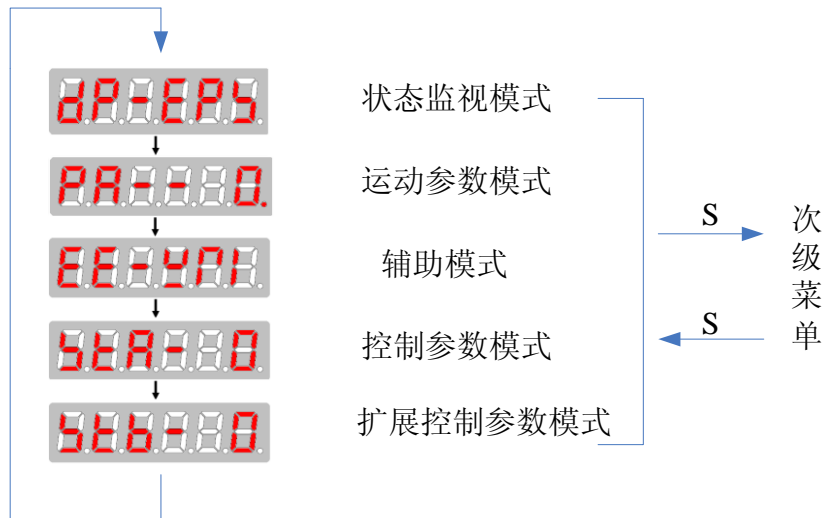 dP-EPS
状态监视模式
PA-- 0.
运动参数模式
S
EE-
辅助模式
次级菜单
StA- 0
控制参数模式
S
Stb- 0
扩展控制参数模式